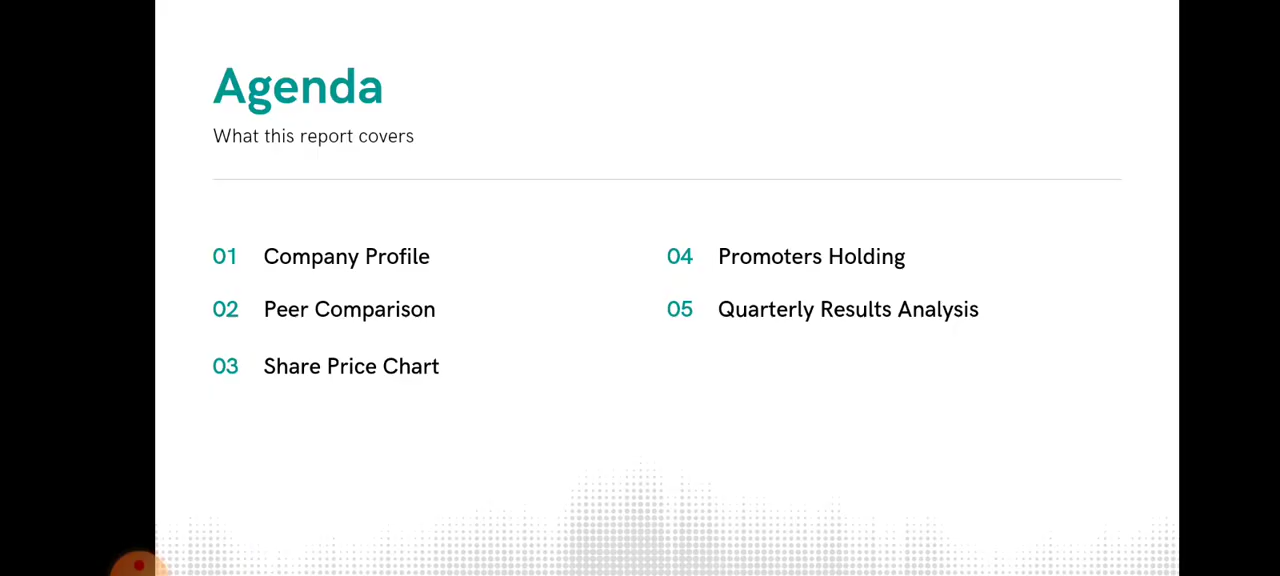 Agenda
What this report covers
01 Company Profile
02 Peer Comparison
03 Share Price Chart
04 Promoters Holding
05 Quarterly Results Analysis